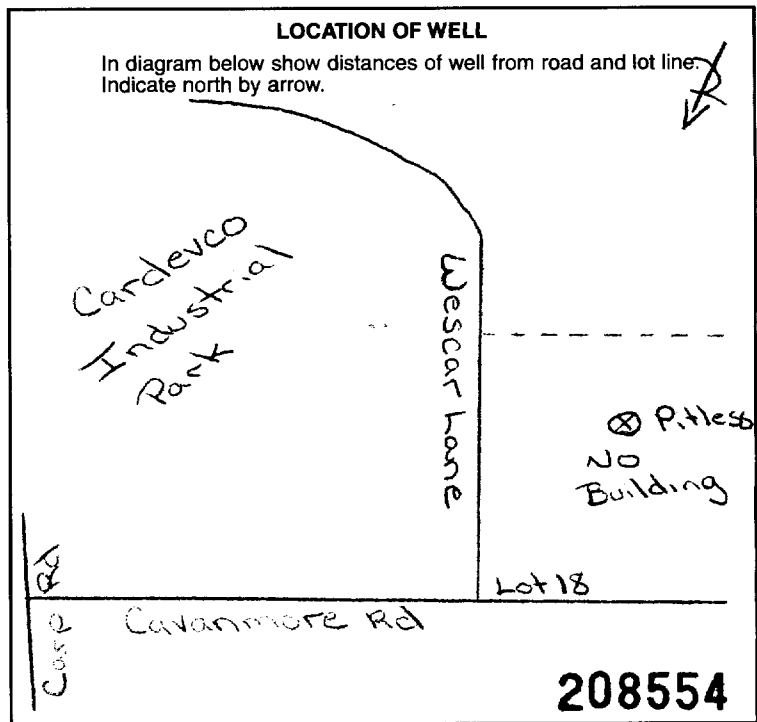 LOCATION OF WELL
In diagram below show distances of well from road and lot line.
Indicate north by arrow.
Cardevco
Industrial
Park
Wescar Lane
⊗ Pitless
No
Building
Lot 18
Carp Rd
Cavanmore Rd
208554